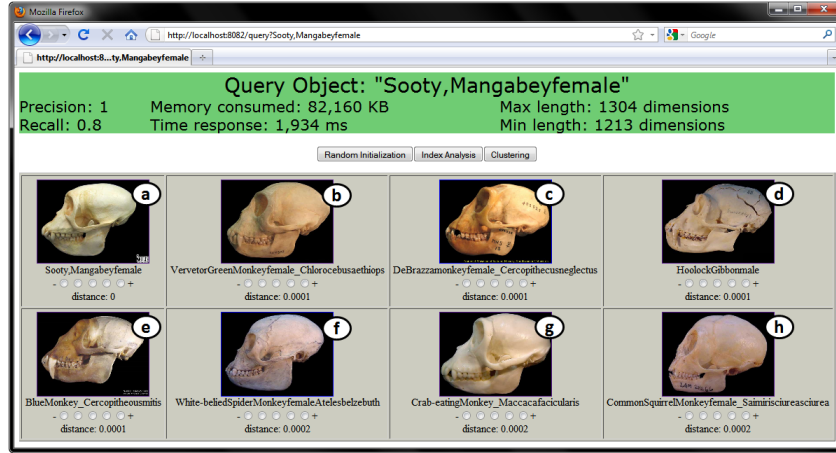 Mozilla Firefox
http://localhost:8082/query?Sooty,Mangabeyfemale
Google
http://localhost:8...ty,Mangabeyfemale
Query Object: "Sooty,Mangabeyfemale"
Precision: 1 Memory consumed: 82,160 KB Max length: 1304 dimensions
Recall: 0.8 Time response: 1,934 ms Min length: 1213 dimensions
Random Initialization Index Analysis Clustering
a b c d
Sooty,Mangabeyfemale VervetorGreenMonkeyfemale_Chlorocebusaethiops DeBrazzamonkeyfemale_Cercopithecusneglectus HoolockGibbonmale
- + - + - + - +
distance: 0 distance: 0.0001 distance: 0.0001 distance: 0.0001
e f g h
BlueMonkey_Cercopitheousmitis White-beliedSpiderMonkeyfemaleAtelesbelzebuth Crab-eatingMonkey_Maccacafacicularis CommonSquirrelMonkeyfemale_Saimirisciureasciurea
- + - + - + - +
distance: 0.0001 distance: 0.0002 distance: 0.0002 distance: 0.0002